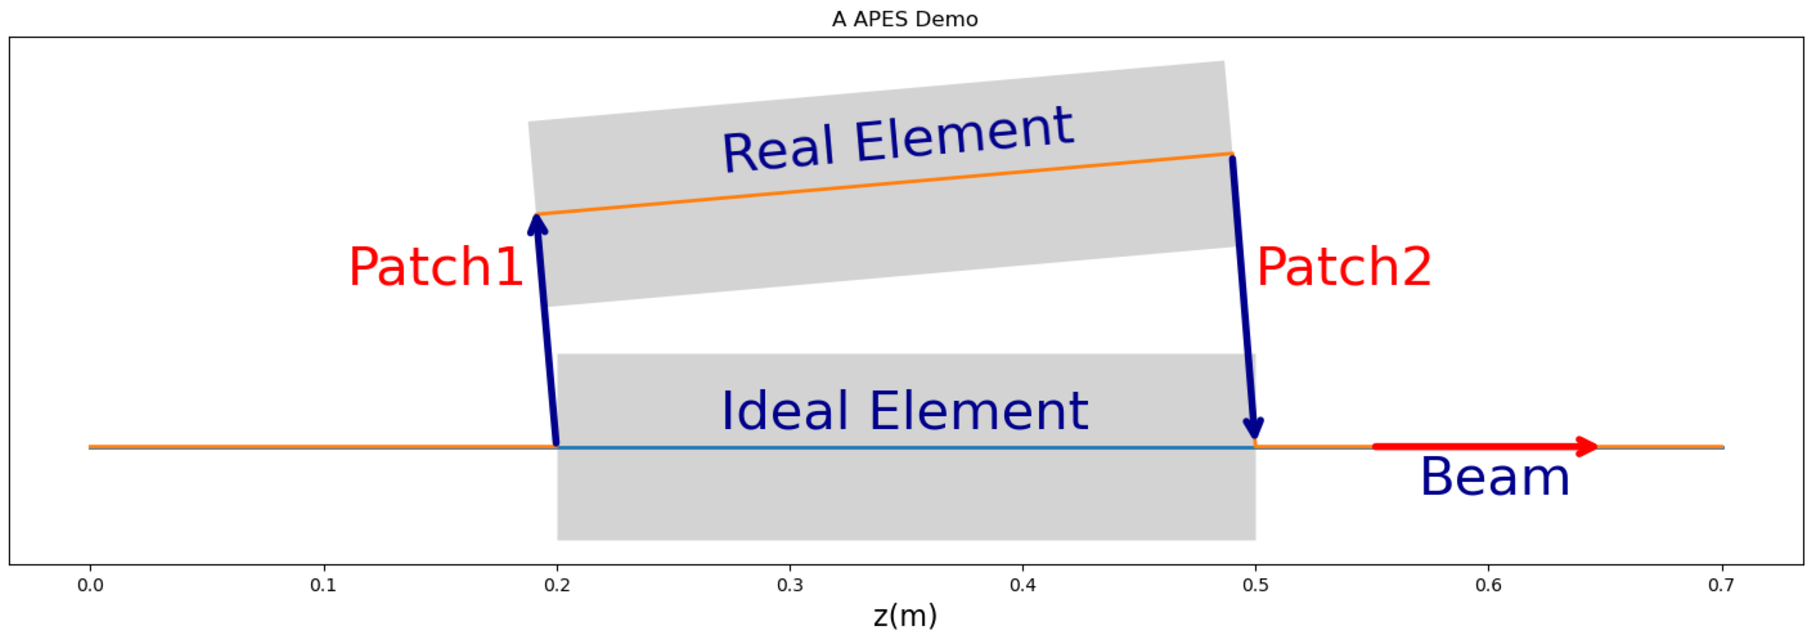 A APES Demo
Real Element
Patch1
Patch2
Ideal Element
Beam
0.0 0.1 0.2 0.3 0.4 0.5 0.6 0.7
z(m)